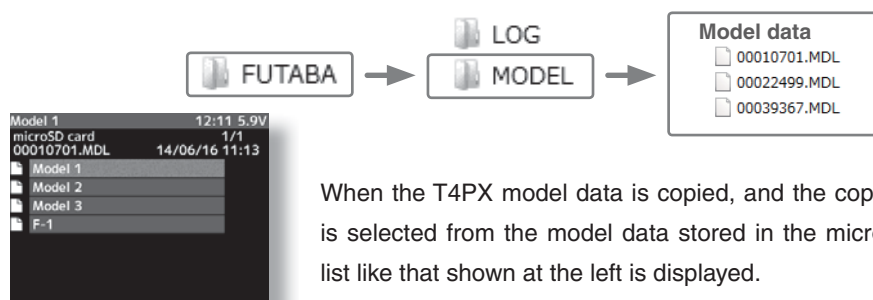 LOG
FUTABA
MODEL
Model data
00010701.MDL
00022499.MDL
00039367.MDL
Model 1 12:11 5.9V
microSD card 1/1
00010701.MDL 14/06/16 11:13
Model 1
Model 2
Model 3
F-1
When the T4PX model data is copied, and the
is selected from the model data stored in the
list like that shown at the left is displayed.